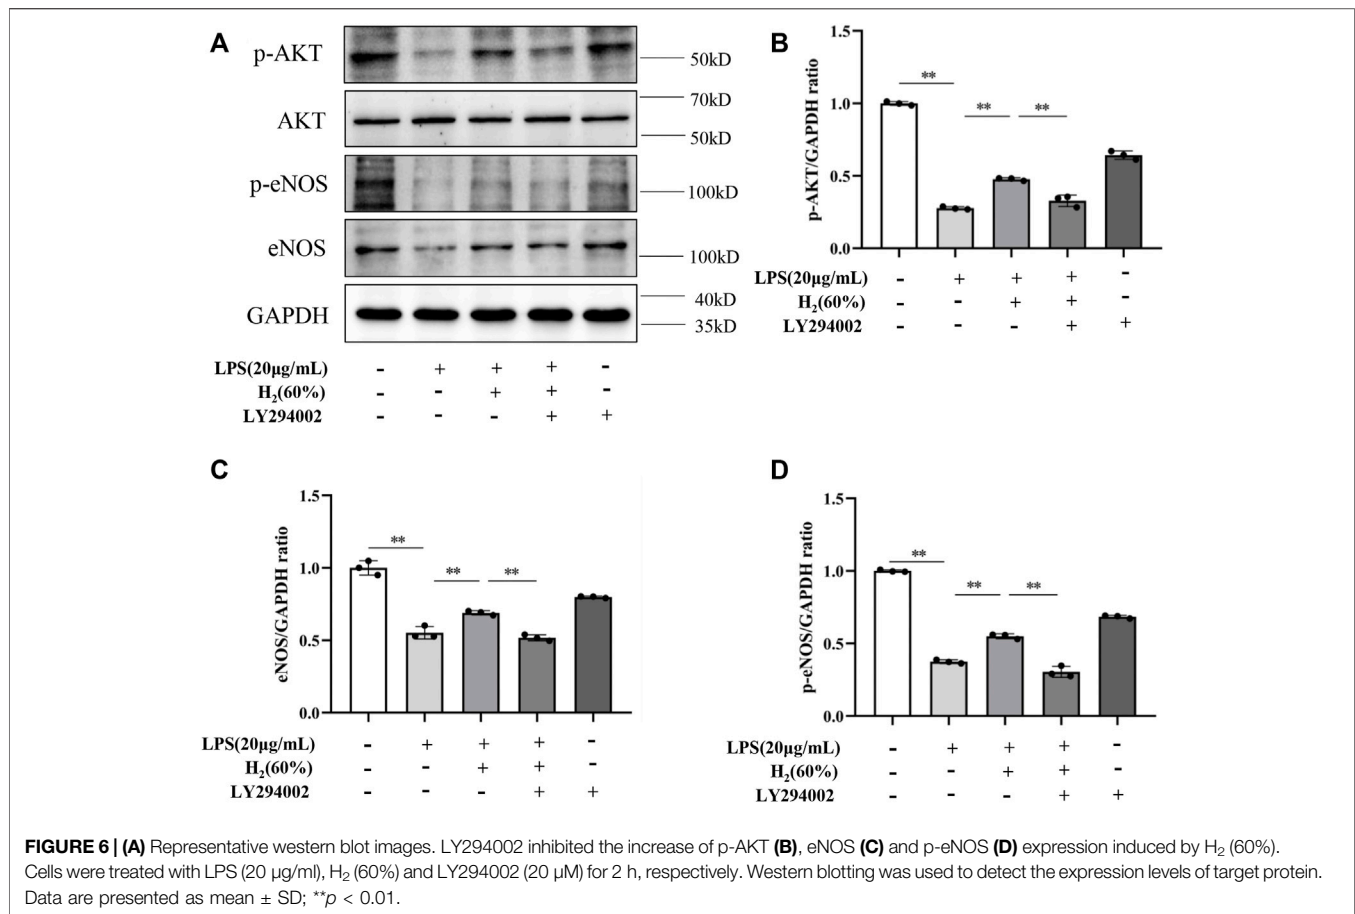 A
p-AKT
50kD
70kD
AKT
50kD
p-eNOS
100kD
eNOS
100kD
40kD
GAPDH
35kD
LPS(20μg/mL) - + + + -
H₂(60%) - - + + -
LY294002 - - - + +
B
p-AKT/GAPDH ratio
1.5
1.0
0.5
0.0
** ** **
LPS(20μg/mL) - + + + -
H₂(60%) - - + + -
LY294002 - - - + +
C
eNOS/GAPDH ratio
1.5
1.0
0.5
0.0
** ** **
LPS(20μg/mL) - + + + -
H₂(60%) - - + + -
LY294002 - - - + +
D
p-eNOS/GAPDH ratio
1.5
1.0
0.5
0.0
** ** **
LPS(20μg/mL) - + + + -
H₂(60%) - - + + -
LY294002 - - - + +
FIGURE 6 | (A) Representative western blot images. LY294002 inhibited the increase of p-AKT (B), eNOS (C) and p-eNOS (D) expression induced by H₂ (60%).
Cells were treated with LPS (20 μg/ml), H₂ (60%) and LY294002 (20 μM) for 2 h, respectively. Western blotting was used to detect the expression levels of target protein.
Data are presented as mean ± SD; **p < 0.01.